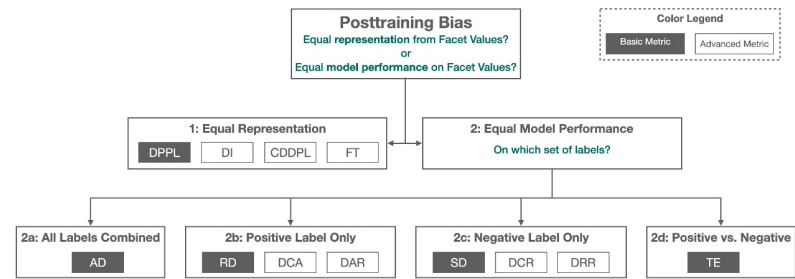 Posttraining Bias
Equal representation from Facet Values?
or
Equal model performance on Facet Values?
Color Legend
Basic Metric
Advanced Metric
1: Equal Representation
DPPL
DI
CDDPL
FT
2: Equal Model Performance
On which set of labels?
2a: All Labels Combined
AD
2b: Positive Label Only
RD
DCA
DAR
2c: Negative Label Only
SD
DCR
DRR
2d: Positive vs. Negative
TE